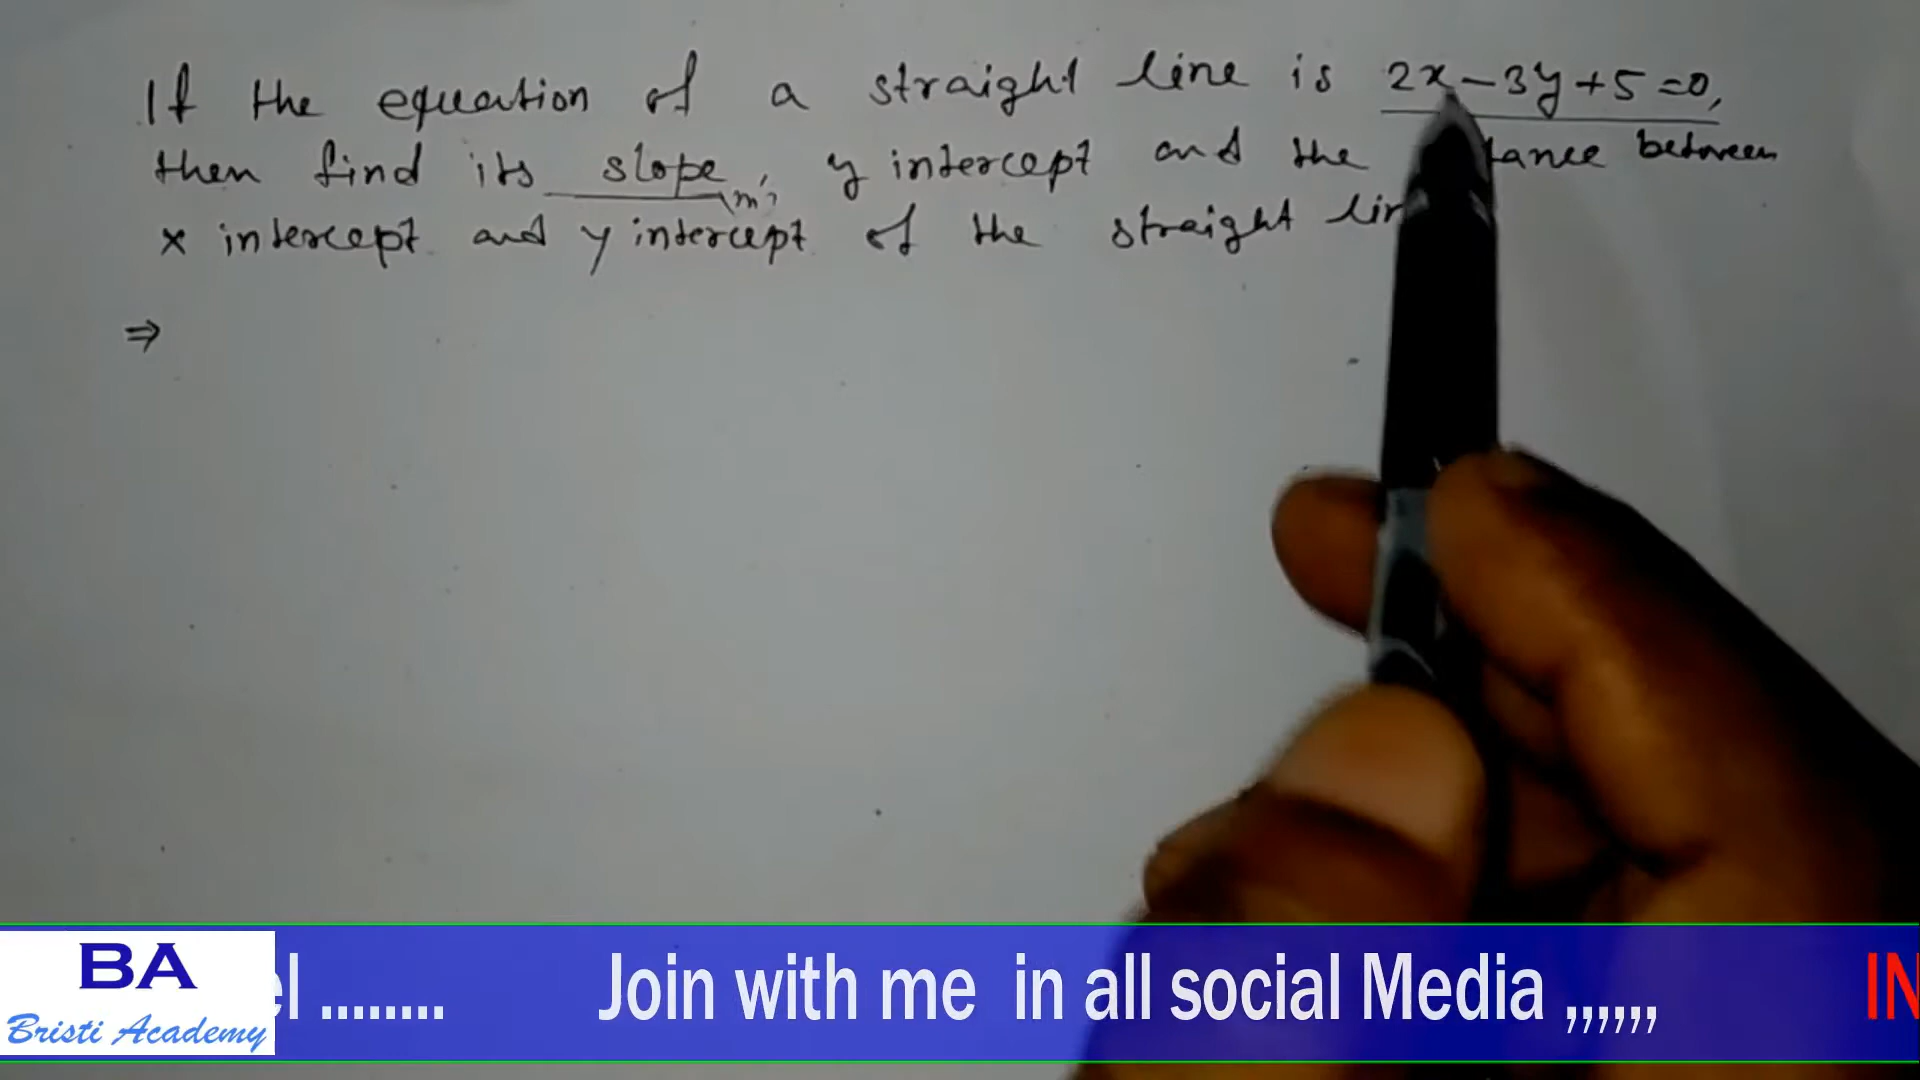 If the equation of a straight line is 2x-3y+5=0,
then find its slope, y intercept and the between
'm',
x intercept and y intercept of the straight
⇒
BA
Bristi Academy
........ Join with me in all social Media ,,,,,,